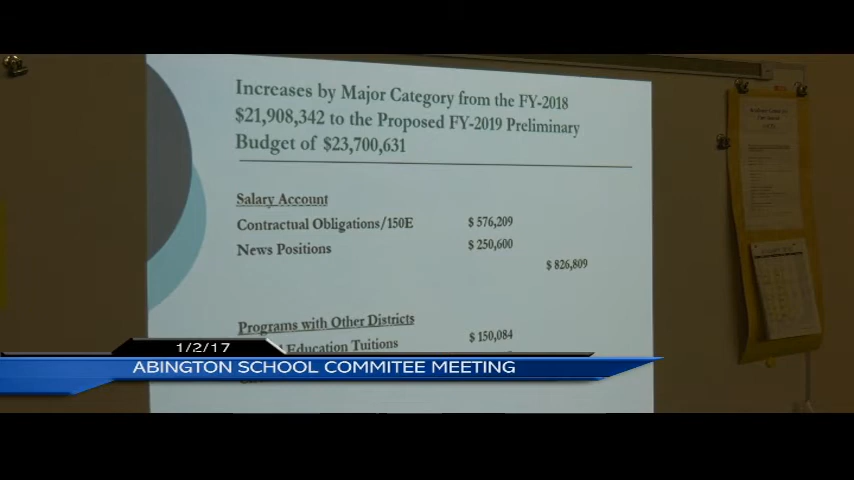 Increases by Major Category from the FY-2018
$21,908,342 to the Proposed FY-2019 Preliminary
Budget of $23,700,631
Salary Account
Contractual Obligations/150E $ 576,209
News Positions $ 250,600
$ 826,809
Programs with Other Districts
Education Tuitions $ 150,084
1/2/17
ABINGTON SCHOOL COMMITEE MEETING